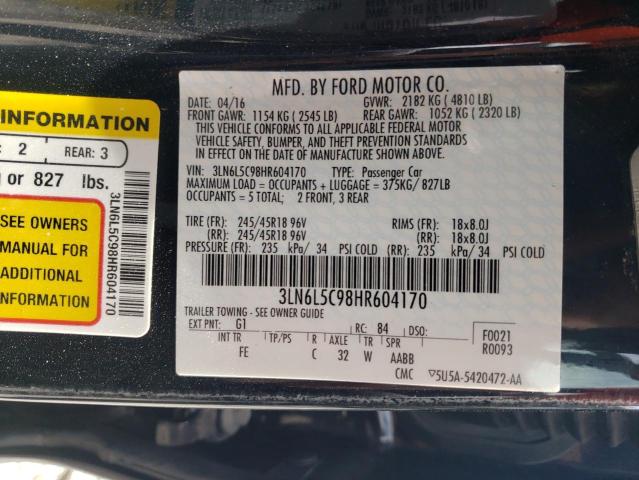 INFORMATION
: 2 REAR: 3
or 827 lbs.
SEE OWNERS
MANUAL FOR
ADDITIONAL
INFORMATION
3LN6L5C98HR604170
MFD. BY FORD MOTOR CO.
DATE: 04/16 GVWR: 2182 KG ( 4810 LB)
FRONT GAWR: 1154 KG ( 2545 LB) REAR GAWR: 1052 KG ( 2320 LB)
THIS VEHICLE CONFORMS TO ALL APPLICABLE FEDERAL MOTOR
VEHICLE SAFETY, BUMPER, AND THEFT PREVENTION STANDARDS
IN EFFECT ON THE DATE OF MANUFACTURE SHOWN ABOVE.
VIN: 3LN6L5C98HR604170 TYPE: Passenger Car
MAXIMUM LOAD = OCCUPANTS + LUGGAGE = 375KG/ 827LB
OCCUPANTS = 5 TOTAL; 2 FRONT, 3 REAR
TIRE (FR): 245/45R18 96V RIMS (FR): 18x8.0J
(RR): 245/45R18 96V (RR): 18x8.0J
PRESSURE (FR): 235 kPa/ 34 PSI COLD (RR): 235 kPa/ 34 PSI COLD
3LN6L5C98HR604170
TRAILER TOWING - SEE OWNER GUIDE
EXT PNT: G1 RC: 84 DSO: F0021
INT TR TP/PS R AXLE TR SPR R0093
FE C 32 W AABB
CMC ▽5U5A-5420472-AA